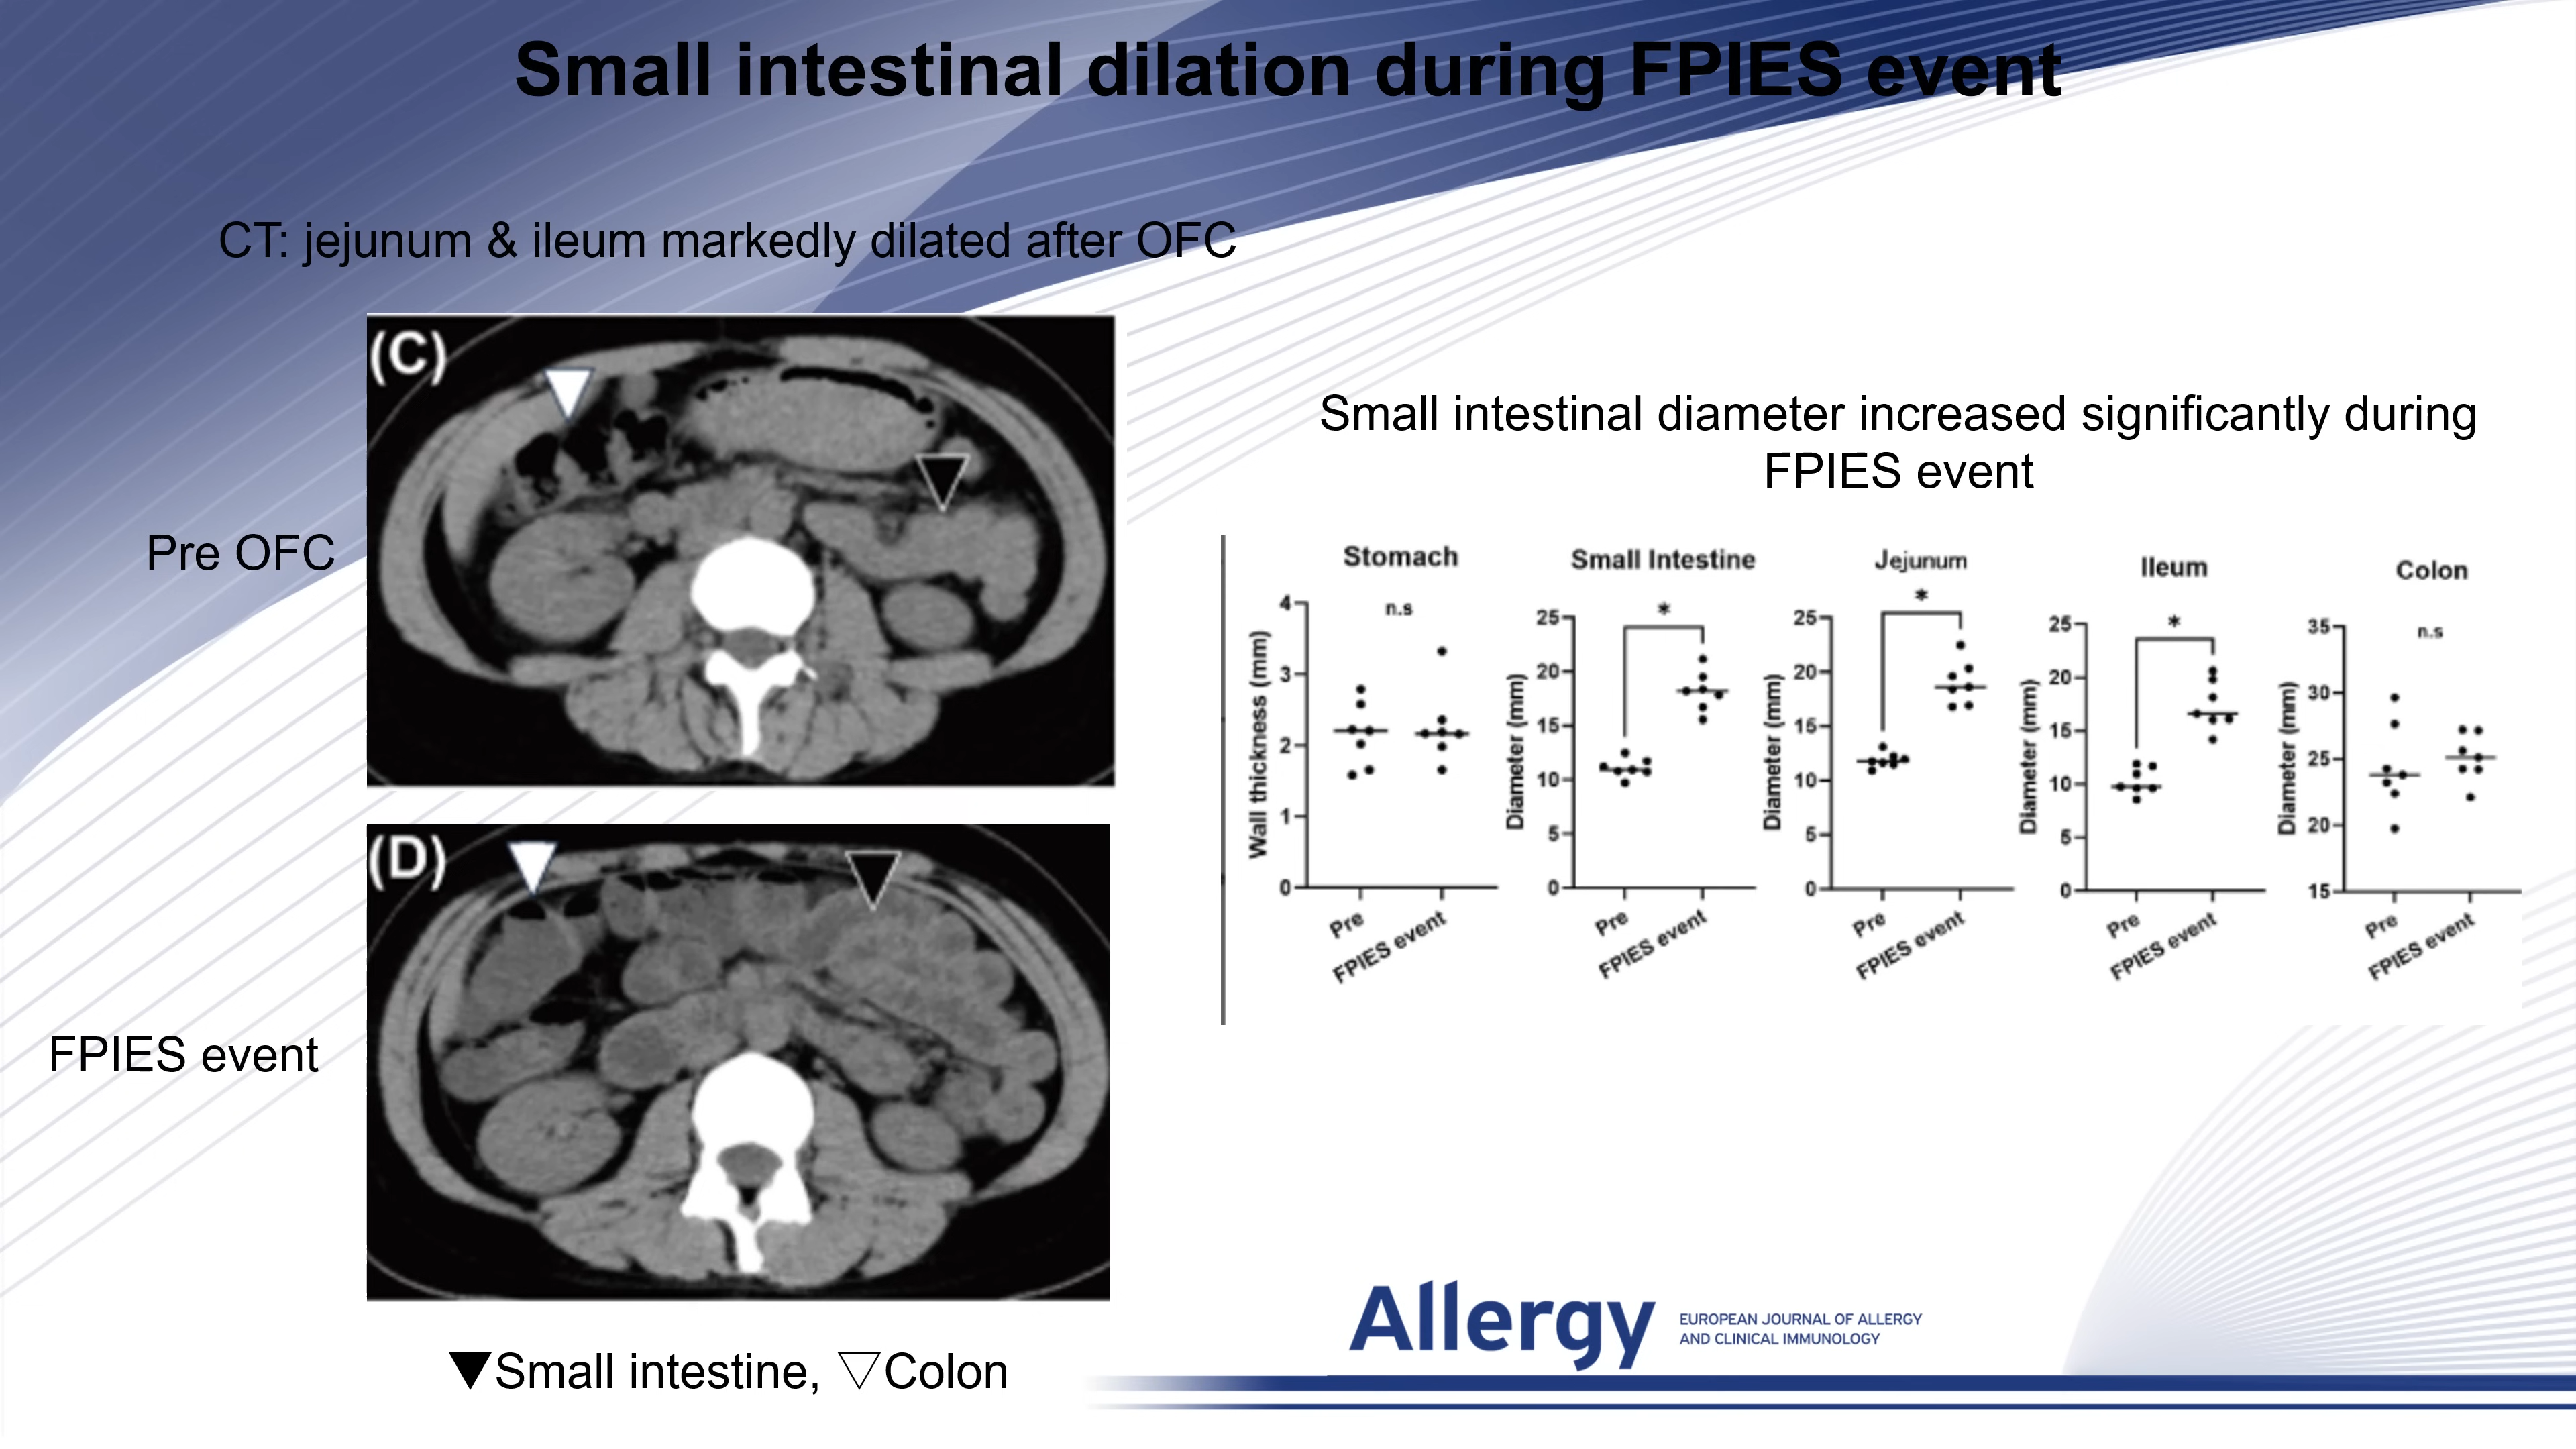 Small intestinal dilation during FPIES event
CT: jejunum & ileum markedly dilated after OFC
(C)
Pre OFC
(D)
FPIES event
▼Small intestine, ▽Colon
Small intestinal diameter increased significantly during
FPIES event
Stomach
n.s
Wall thickness (mm)
4
3
2
1
0
Pre
FPIES event
Small Intestine
*
Diameter (mm)
25
20
15
10
5
0
Pre
FPIES event
Jejunum
*
Diameter (mm)
25
20
15
10
5
0
Pre
FPIES event
Ileum
*
Diameter (mm)
25
20
15
10
5
0
Pre
FPIES event
Colon
n.s
Diameter (mm)
35
30
25
20
15
Pre
FPIES event
Allergy
EUROPEAN JOURNAL OF ALLERGY
AND CLINICAL IMMUNOLOGY